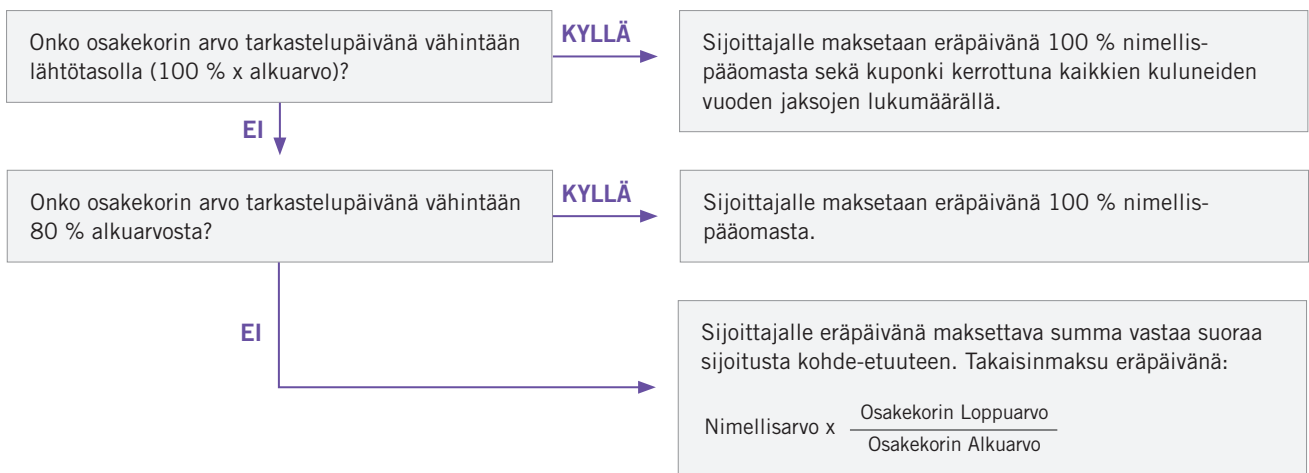 Onko osakekorin arvo tarkastelupäivänä vähintään
lähtötasolla (100 % x alkuarvo)?
KYLLÄ
Sijoittajalle maksetaan eräpäivänä 100 % nimellis-
pääomasta sekä kuponki kerrottuna kaikkien kuluneiden
vuoden jaksojen lukumäärällä.
EI
Onko osakekorin arvo tarkastelupäivänä vähintään
80 % alkuarvosta?
KYLLÄ
Sijoittajalle maksetaan eräpäivänä 100 % nimellis-
pääomasta.
EI
Sijoittajalle eräpäivänä maksettava summa vastaa suoraa
sijoitusta kohde-etuuteen. Takaisinmaksu eräpäivänä:
Nimellisarvo x
Osakekorin Loppuarvo
Osakekorin Alkuarvo